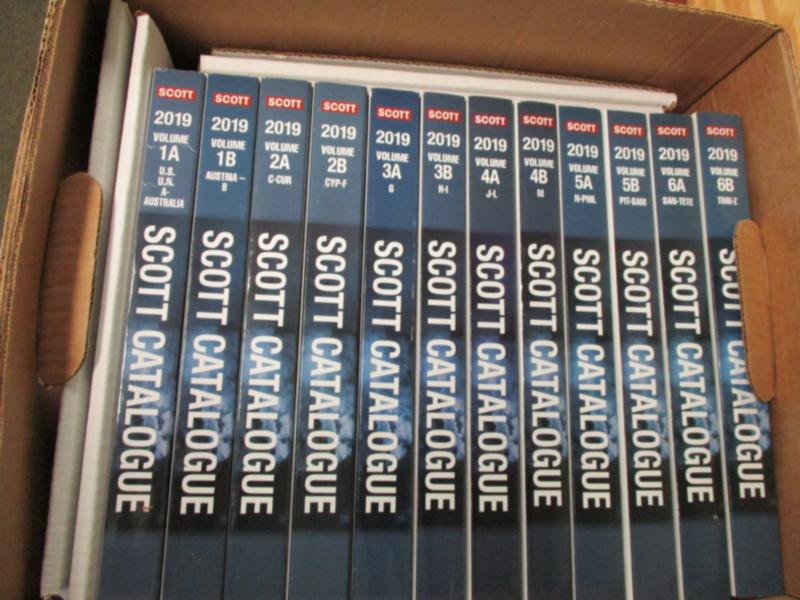 SCOTT
2019
VOLUME
1A
U.S.
U.N.
A-
AUSTRALIA
SCOTT CATALOGUE
SCOTT
2019
VOLUME
1B
AUSTRIA –
B
SCOTT CATALOGUE
SCOTT
2019
VOLUME
2A
C-CUR
SCOTT CATALOGUE
SCOTT
2019
VOLUME
2B
CYP-F
SCOTT CATALOGUE
SCOTT
2019
VOLUME
3A
G
SCOTT CATALOGUE
SCOTT
2019
VOLUME
3B
H-I
SCOTT CATALOGUE
SCOTT
2019
VOLUME
4A
J-L
SCOTT CATALOGUE
SCOTT
2019
VOLUME
4B
M
SCOTT CATALOGUE
SCOTT
2019
VOLUME
5A
N-PHIL
SCOTT CATALOGUE
SCOTT
2019
VOLUME
5B
PIT-SAM
SCOTT CATALOGUE
SCOTT
2019
VOLUME
6A
SAN-TETE
SCOTT CATALOGUE
SCOTT
2019
VOLUME
6B
THAI-Z
SCOTT CATALOGUE